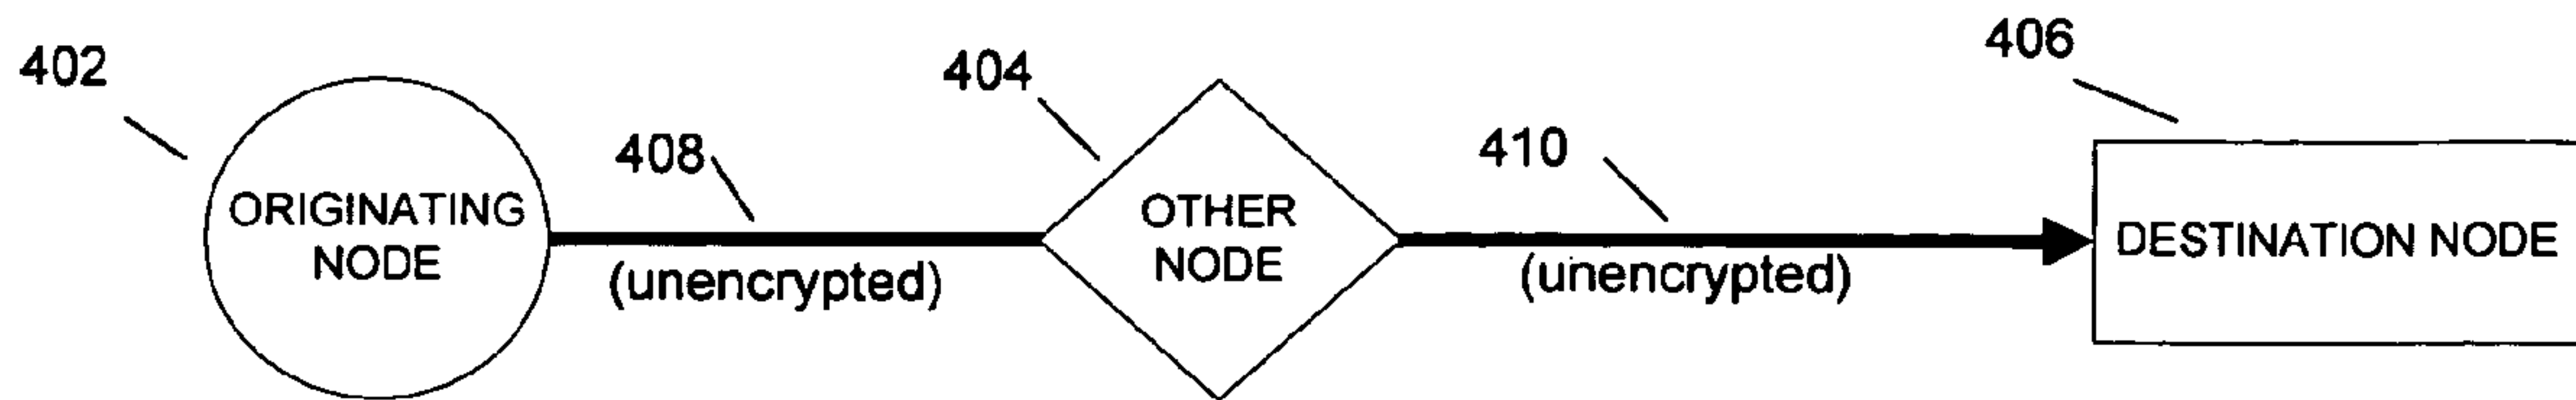 402
404
406
408
410
ORIGINATING
NODE
OTHER
NODE
DESTINATION NODE
(unencrypted)
(unencrypted)